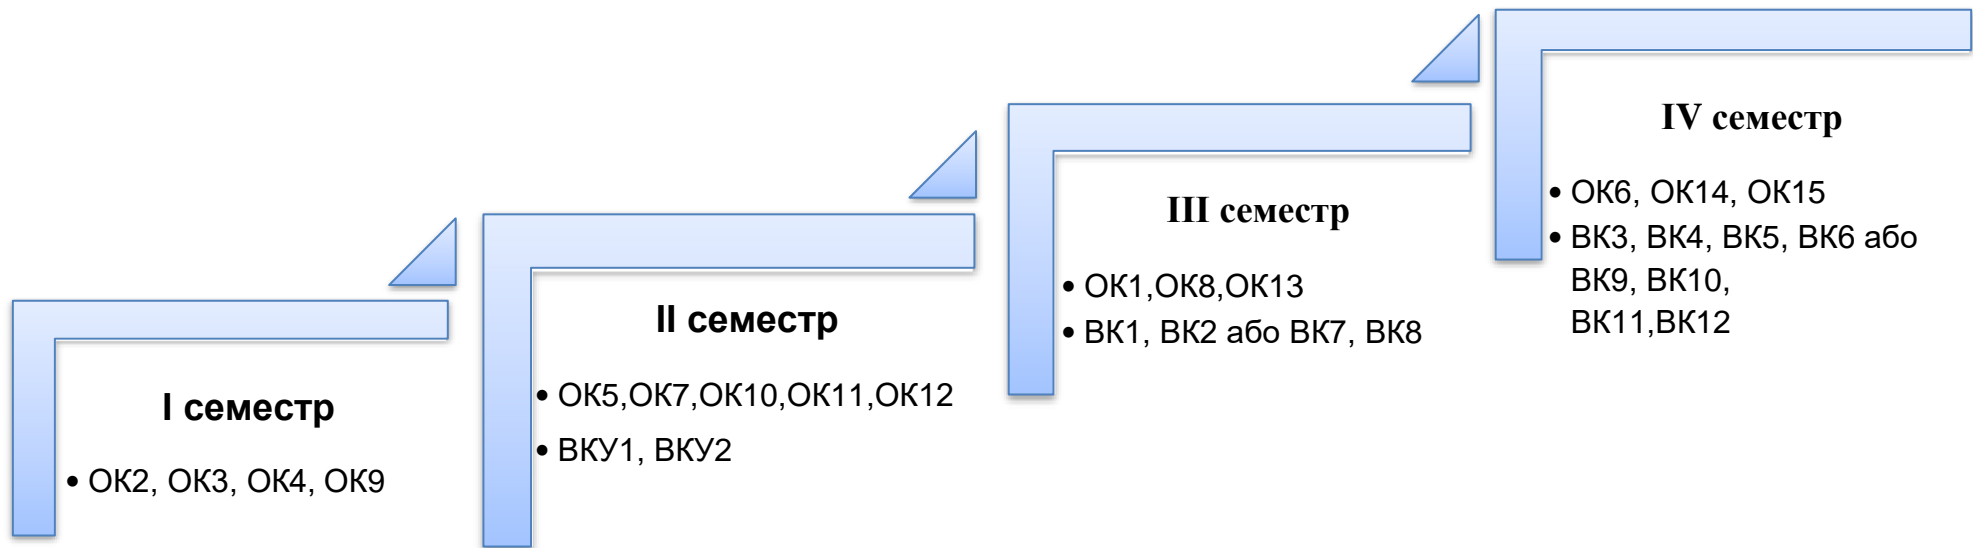 I семестр
• ОК2, ОК3, ОК4, ОК9
II семестр
• ОК5,ОК7,ОК10,ОК11,ОК12
• ВКУ1, ВКУ2
III семестр
• ОК1,ОК8,ОК13
• ВК1, ВК2 або ВК7, ВК8
IV семестр
• ОК6, ОК14, ОК15
• ВК3, ВК4, ВК5, ВК6 або
ВК9, ВК10,
ВК11,ВК12